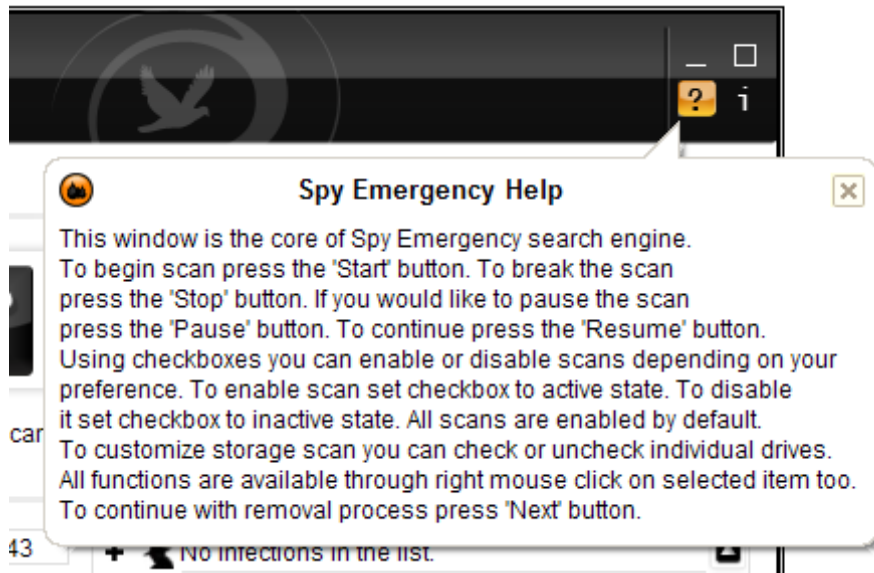 ? i
Spy Emergency Help
This window is the core of Spy Emergency search engine.
To begin scan press the 'Start' button. To break the scan
press the 'Stop' button. If you would like to pause the scan
press the 'Pause' button. To continue press the 'Resume' button.
Using checkboxes you can enable or disable scans depending on your
preference. To enable scan set checkbox to active state. To disable
it set checkbox to inactive state. All scans are enabled by default.
To customize storage scan you can check or uncheck individual drives.
All functions are available through right mouse click on selected item too.
To continue with removal process press 'Next' button.
car
43
No infections in the list.